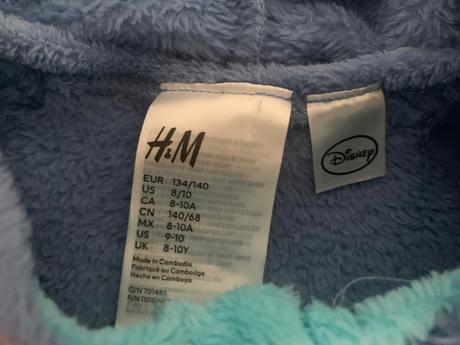 H&M
EUR 134/140
US 8/10
CA 8-10A
CN 140/68
MX 8-10A
US 9-10
UK 8-10Y
Made in Cambodia
Fabriqué au Cambodge
Hecho en Camboya
O/N 701485
Disney